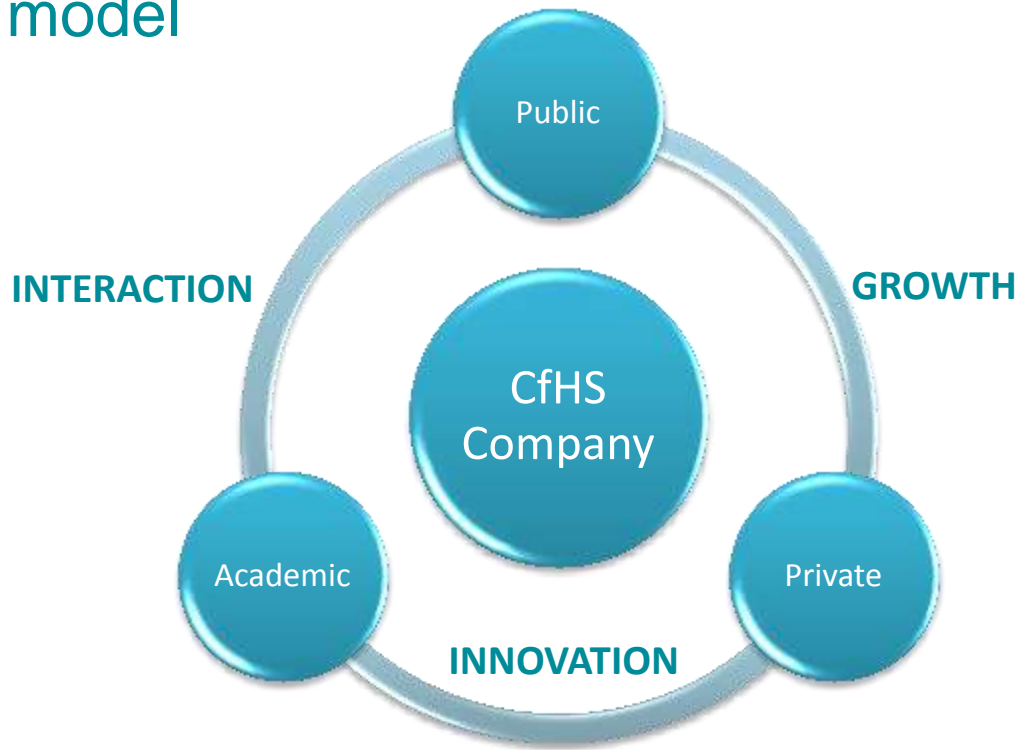 model
Public
INTERACTION
GROWTH
CfHS
Company
Academic
Private
INNOVATION